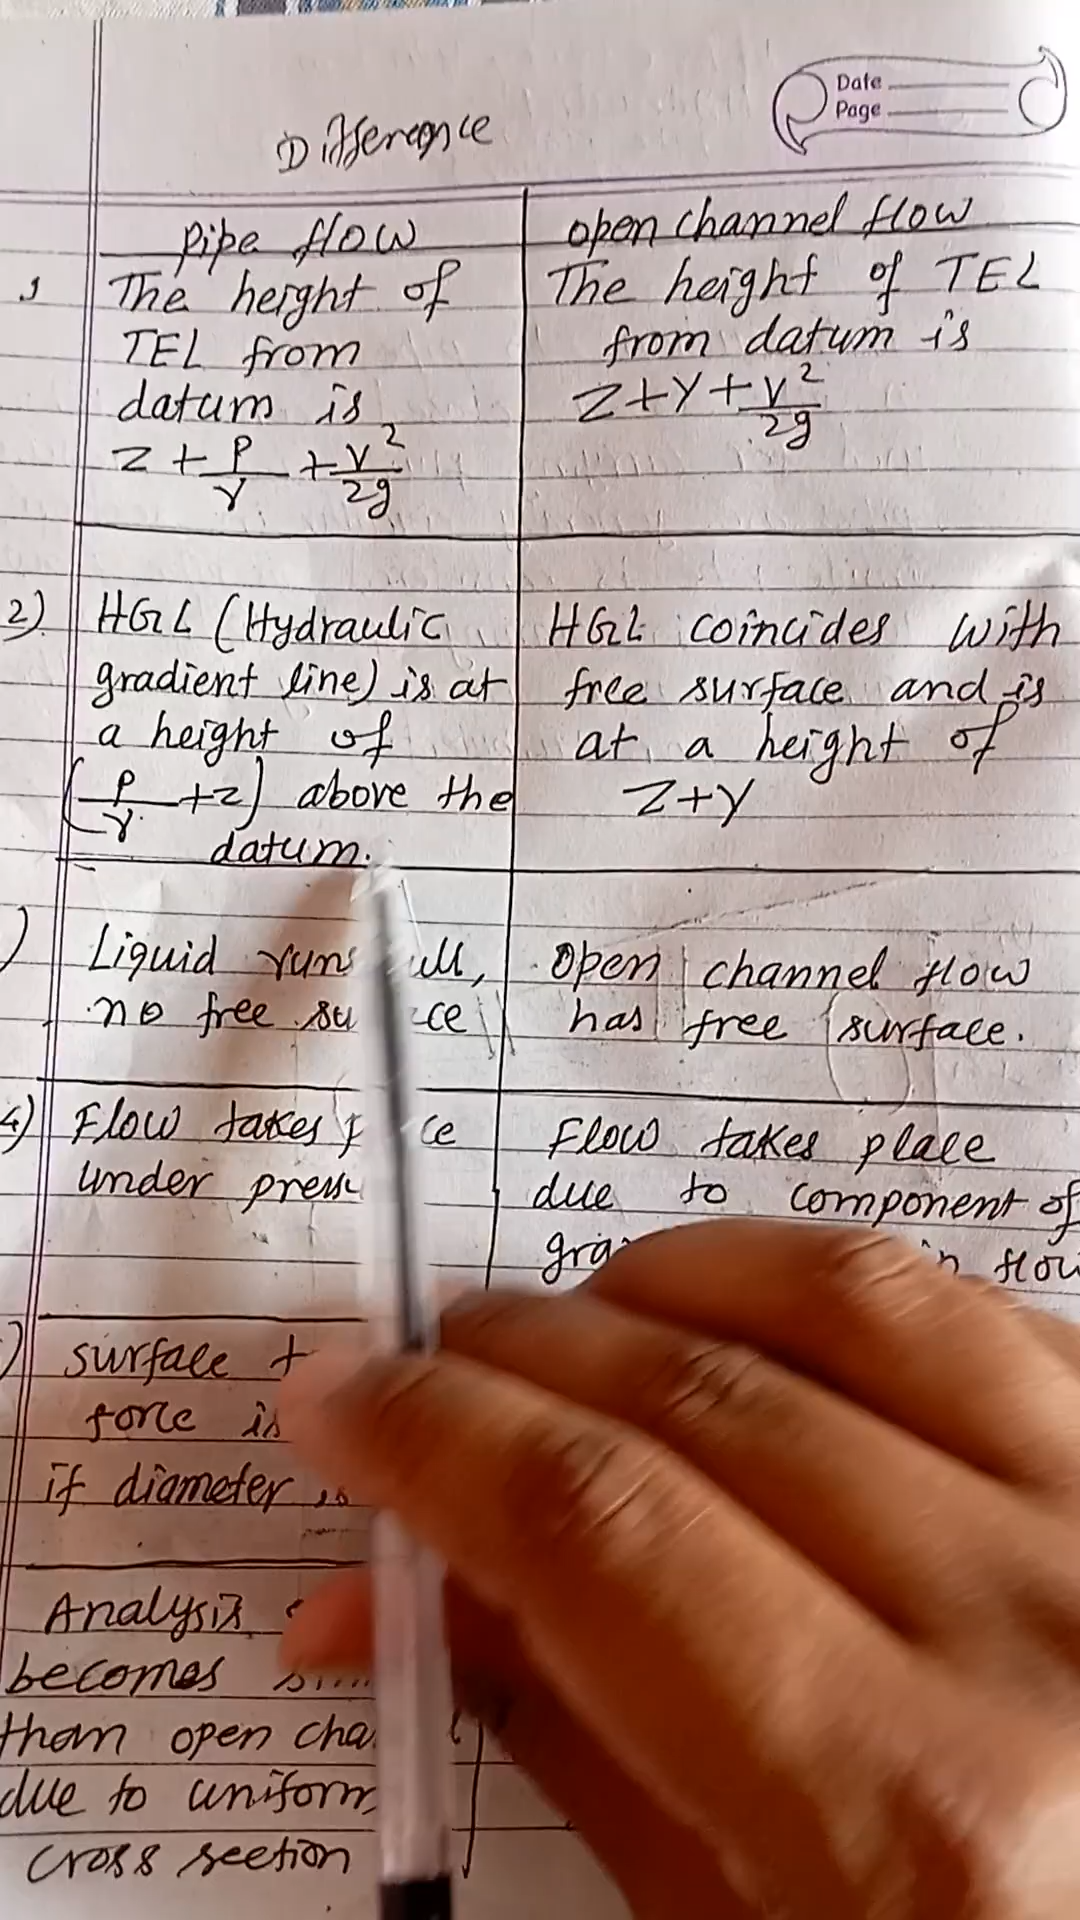 Date
Page
Difference
Pipe flow
The height of
TEL from
datum is
Z + P/γ + V²/2g
open channel flow
The height of TEL
from datum is
Z+Y+V²/2g
2) HGL (Hydraulic
gradient line) is at
a height of
(P/γ +z) above the
datum.
HGL coincides with
free surface and is
at a height of
Z+Y
) Liquid runs
no free
Open channel flow
has free surface.
4) Flow takes
under
Flow takes place
due to component of
) surface
force is
if diameter is
Analysis
becomes
than open
due to uniform
cross section